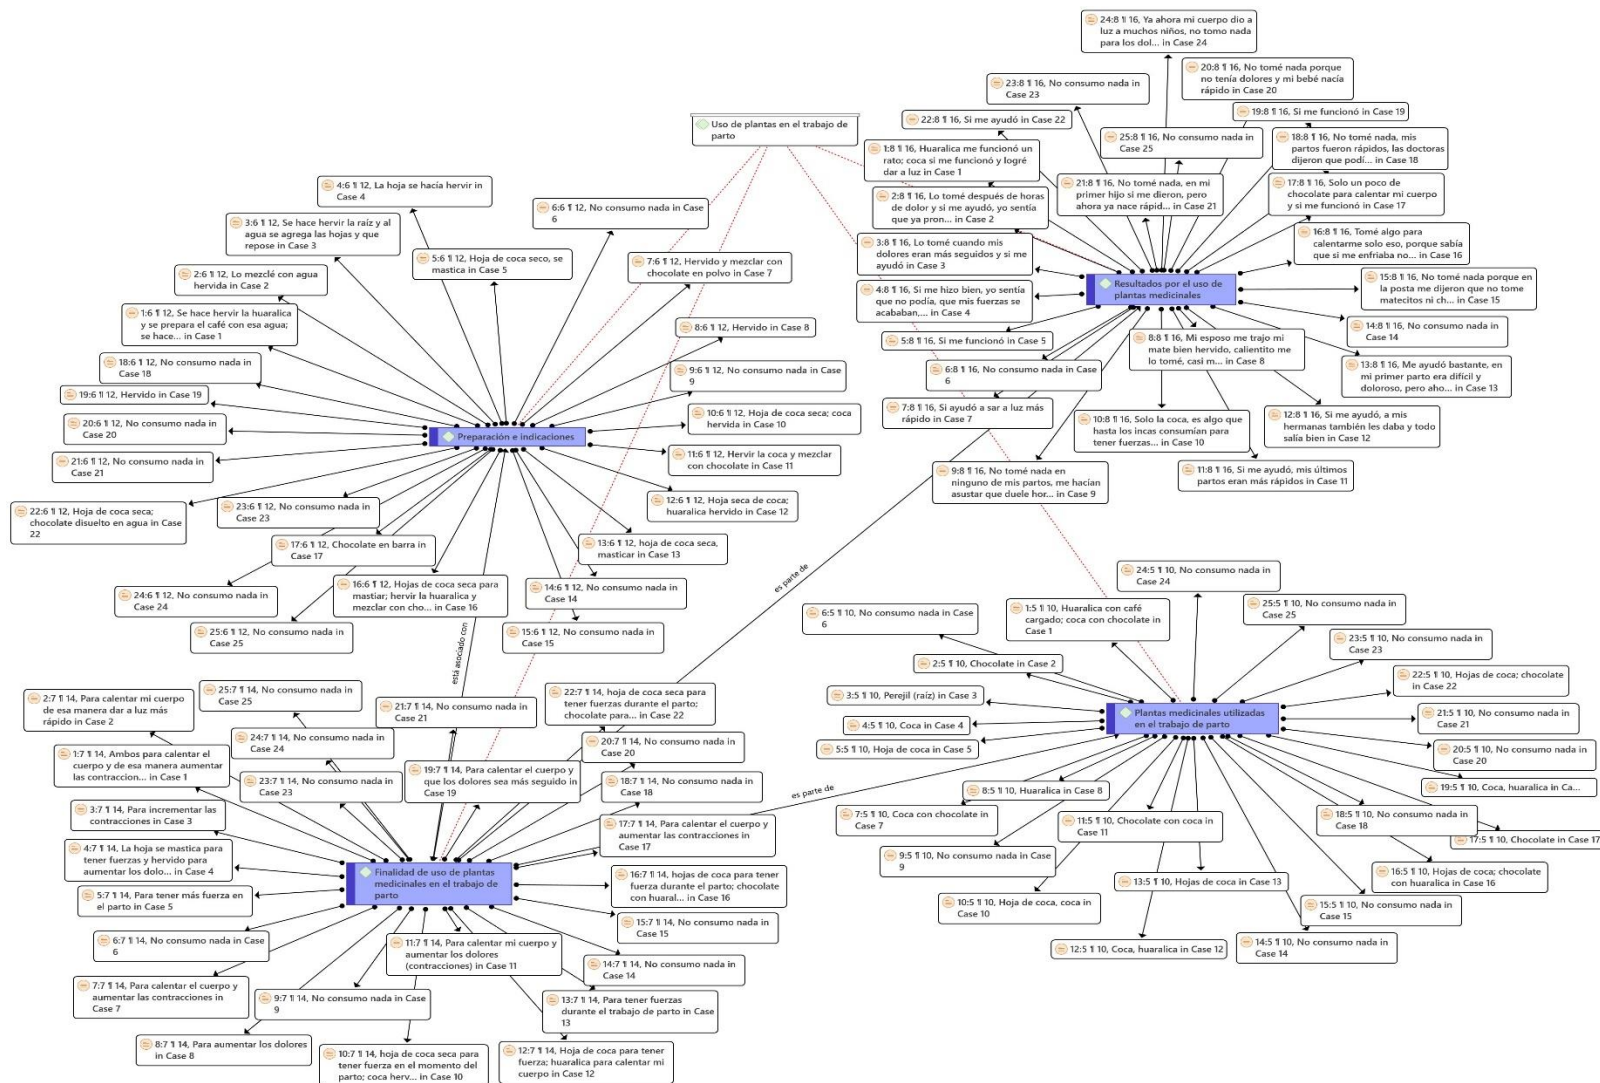 Uso de plantas en el trabajo de
parto
24:8 ¶ 16, Ya ahora mi cuerpo dio a
luz a muchos niños, no tomo nada
para los dol... in Case 24
20:8 ¶ 16, No tomé nada porque
no tenía dolores y mi bebé nacía
rápido in Case 20
23:8 ¶ 16, No consumo nada in
Case 23
19:8 ¶ 16, Si me funcionó in Case 19
22:8 ¶ 16, Si me ayudó in Case 22
25:8 ¶ 16, No consumo nada in
Case 25
18:8 ¶ 16, No tomé nada, mis
partos fueron rápidos, las doctoras
dijeron que podí... in Case 18
1:8 ¶ 16, Huaralica me funcionó un
rato; coca si me funcionó y logré
dar a luz in Case 1
21:8 ¶ 16, No tomé nada, en mi
primer hijo si me dieron, pero
ahora ya nace rápid... in Case 21
17:8 ¶ 16, Solo un poco de
chocolate para calentar mi cuerpo
y si me funcionó in Case 17
2:8 ¶ 16, Lo tomé después de horas
de dolor y si me ayudó, yo sentía
que ya pron... in Case 2
16:8 ¶ 16, Tomé algo para
calentarme solo eso, porque sabía
que si me enfriaba no... in Case 16
3:8 ¶ 16, Lo tomé cuando mis
dolores eran más seguidos y si me
ayudó in Case 3
15:8 ¶ 16, No tomé nada porque en
la posta me dijeron que no tome
matecitos ni ch... in Case 15
4:8 ¶ 16, Si me hizo bien, yo sentía
que no podía, que mis fuerzas se
acababan,... in Case 4
Resultados por el uso de
plantas medicinales
14:8 ¶ 16, No consumo nada in
Case 14
5:8 ¶ 16, Si me funcionó in Case 5
8:8 ¶ 16, Mi esposo me trajo mi
mate bien hervido, calientito me
lo tomé, casi m... in Case 8
13:8 ¶ 16, Me ayudó bastante, en
mi primer parto era difícil y
doloroso, pero aho... in Case 13
6:8 ¶ 16, No consumo nada in Case
6
7:8 ¶ 16, Si ayudó a sar a luz más
rápido in Case 7
10:8 ¶ 16, Solo la coca, es algo que
hasta los incas consumían para
tener fuerzas... in Case 10
12:8 ¶ 16, Si me ayudó, a mis
hermanas también les daba y todo
salía bien in Case 12
9:8 ¶ 16, No tomé nada en
ninguno de mis partos, me hacían
asustar que duele hor... in Case 9
11:8 ¶ 16, Si me ayudó, mis últimos
partos eran más rápidos in Case 11
4:6 ¶ 12, La hoja se hacía hervir in
Case 4
6:6 ¶ 12, No consumo nada in Case
6
3:6 ¶ 12, Se hace hervir la raíz y al
agua se agrega las hojas y que
repose in Case 3
5:6 ¶ 12, Hoja de coca seco, se
mastica in Case 5
7:6 ¶ 12, Hervido y mezclar con
chocolate en polvo in Case 7
2:6 ¶ 12, Lo mezclé con agua
hervida in Case 2
1:6 ¶ 12, Se hace hervir la huaralica
y se prepara el café con esa agua;
se hace... in Case 1
8:6 ¶ 12, Hervido in Case 8
18:6 ¶ 12, No consumo nada in
Case 18
9:6 ¶ 12, No consumo nada in Case
9
19:6 ¶ 12, Hervido in Case 19
10:6 ¶ 12, Hoja de coca seca; coca
hervida in Case 10
20:6 ¶ 12, No consumo nada in
Case 20
Preparación e indicaciones
21:6 ¶ 12, No consumo nada in
Case 21
11:6 ¶ 12, Hervir la coca y mezclar
con chocolate in Case 11
22:6 ¶ 12, Hoja de coca seca;
chocolate disuelto en agua in Case
22
23:6 ¶ 12, No consumo nada in
Case 23
12:6 ¶ 12, Hoja seca de coca;
huaralica hervido in Case 12
17:6 ¶ 12, Chocolate en barra in
Case 17
13:6 ¶ 12, hoja de coca seca,
masticar in Case 13
24:6 ¶ 12, No consumo nada in
Case 24
16:6 ¶ 12, Hojas de coca seca para
mastiar; hervir la huaralica y
mezclar con cho... in Case 16
14:6 ¶ 12, No consumo nada in
Case 14
25:6 ¶ 12, No consumo nada in
Case 25
15:6 ¶ 12, No consumo nada in
Case 15
está asociado con
es parte de
es parte de
2:7 ¶ 14, Para calentar mi cuerpo
de esa manera dar a luz más
rápido in Case 2
25:7 ¶ 14, No consumo nada in
Case 25
21:7 ¶ 14, No consumo nada in
Case 21
22:7 ¶ 14, hoja de coca seca para
tener fuerzas durante el parto;
chocolate para... in Case 22
1:7 ¶ 14, Ambos para calentar el
cuerpo y de esa manera aumentar
las contraccion... in Case 1
24:7 ¶ 14, No consumo nada in
Case 24
20:7 ¶ 14, No consumo nada in
Case 20
23:7 ¶ 14, No consumo nada in
Case 23
19:7 ¶ 14, Para calentar el cuerpo y
que los dolores sea más seguido in
Case 19
18:7 ¶ 14, No consumo nada in
Case 18
3:7 ¶ 14, Para incrementar las
contracciones in Case 3
17:7 ¶ 14, Para calentar el cuerpo y
aumentar las contracciones in
Case 17
4:7 ¶ 14, La hoja se mastica para
tener fuerzas y hervido para
aumentar los dolo... in Case 4
Finalidad de uso de plantas
medicinales en el trabajo de
parto
16:7 ¶ 14, hojas de coca para tener
fuerza durante el parto; chocolate
con huaral... in Case 16
5:7 ¶ 14, Para tener más fuerza en
el parto in Case 5
15:7 ¶ 14, No consumo nada in
Case 15
6:7 ¶ 14, No consumo nada in Case
6
11:7 ¶ 14, Para calentar mi cuerpo y
aumentar los dolores
(contracciones) in Case 11
14:7 ¶ 14, No consumo nada in
Case 14
7:7 ¶ 14, Para calentar el cuerpo y
aumentar las contracciones in
Case 7
9:7 ¶ 14, No consumo nada in Case
9
13:7 ¶ 14, Para tener fuerzas
durante el trabajo de parto in Case
13
8:7 ¶ 14, Para aumentar los dolores
in Case 8
10:7 ¶ 14, hoja de coca seca para
tener fuerza en el momento del
parto; coca herv... in Case 10
12:7 ¶ 14, Hoja de coca para tener
fuerza; huaralica para calentar mi
cuerpo in Case 12
24:5 ¶ 10, No consumo nada in
Case 24
6:5 ¶ 10, No consumo nada in Case
6
1:5 ¶ 10, Huaralica con café
cargado; coca con chocolate in
Case 1
25:5 ¶ 10, No consumo nada in
Case 25
23:5 ¶ 10, No consumo nada in
Case 23
2:5 ¶ 10, Chocolate in Case 2
22:5 ¶ 10, Hojas de coca; chocolate
in Case 22
3:5 ¶ 10, Perejil (raíz) in Case 3
Plantas medicinales utilizadas
en el trabajo de parto
21:5 ¶ 10, No consumo nada in
Case 21
4:5 ¶ 10, Coca in Case 4
5:5 ¶ 10, Hoja de coca in Case 5
20:5 ¶ 10, No consumo nada in
Case 20
8:5 ¶ 10, Huaralica in Case 8
19:5 ¶ 10, Coca, huaralica in Ca...
7:5 ¶ 10, Coca con chocolate in
Case 7
11:5 ¶ 10, Chocolate con coca in
Case 11
18:5 ¶ 10, No consumo nada in
Case 18
17:5 ¶ 10, Chocolate in Case 17
9:5 ¶ 10, No consumo nada in Case
9
13:5 ¶ 10, Hojas de coca in Case 13
16:5 ¶ 10, Hojas de coca; chocolate
con huaralica in Case 16
10:5 ¶ 10, Hoja de coca, coca in
Case 10
15:5 ¶ 10, No consumo nada in
Case 15
12:5 ¶ 10, Coca, huaralica in Case 12
14:5 ¶ 10, No consumo nada in
Case 14